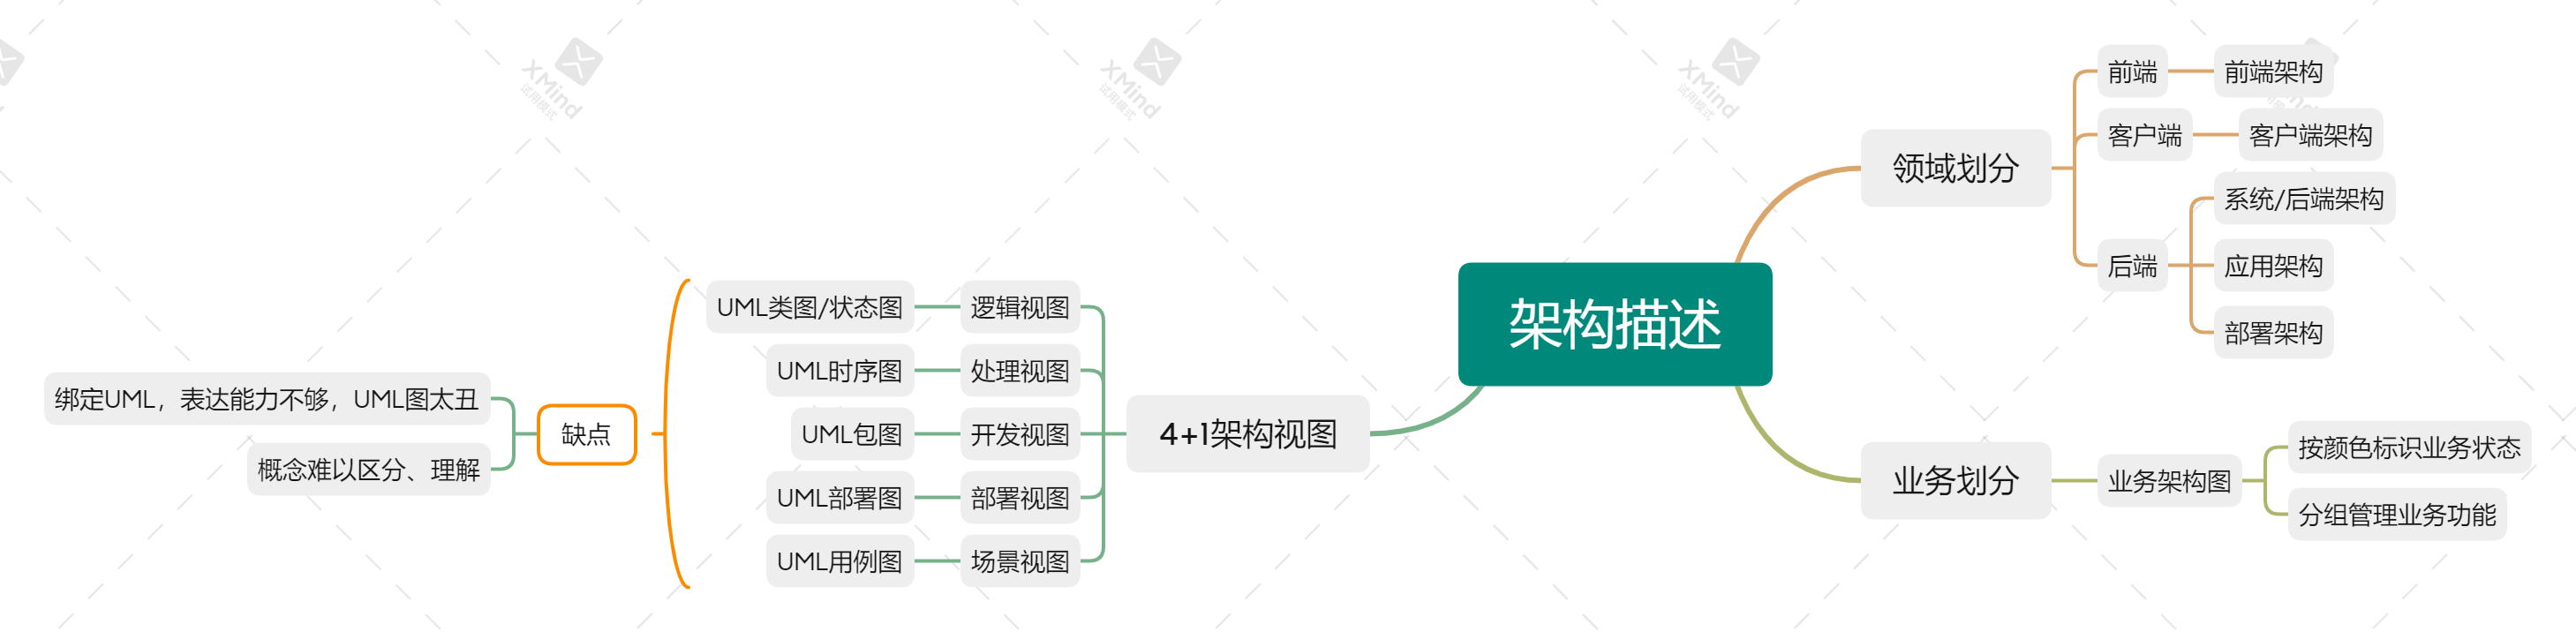 架构描述
领域划分
前端
前端架构
客户端
客户端架构
后端
系统/后端架构
应用架构
部署架构
业务划分
业务架构图
按颜色标识业务状态
分组管理业务功能
4+1架构视图
逻辑视图
UML类图/状态图
处理视图
UML时序图
开发视图
UML包图
部署视图
UML部署图
场景视图
UML用例图
缺点
绑定UML，表达能力不够，UML图太丑
概念难以区分、理解
XMind
试用模式
XMind
试用模式
XMind
试用模式